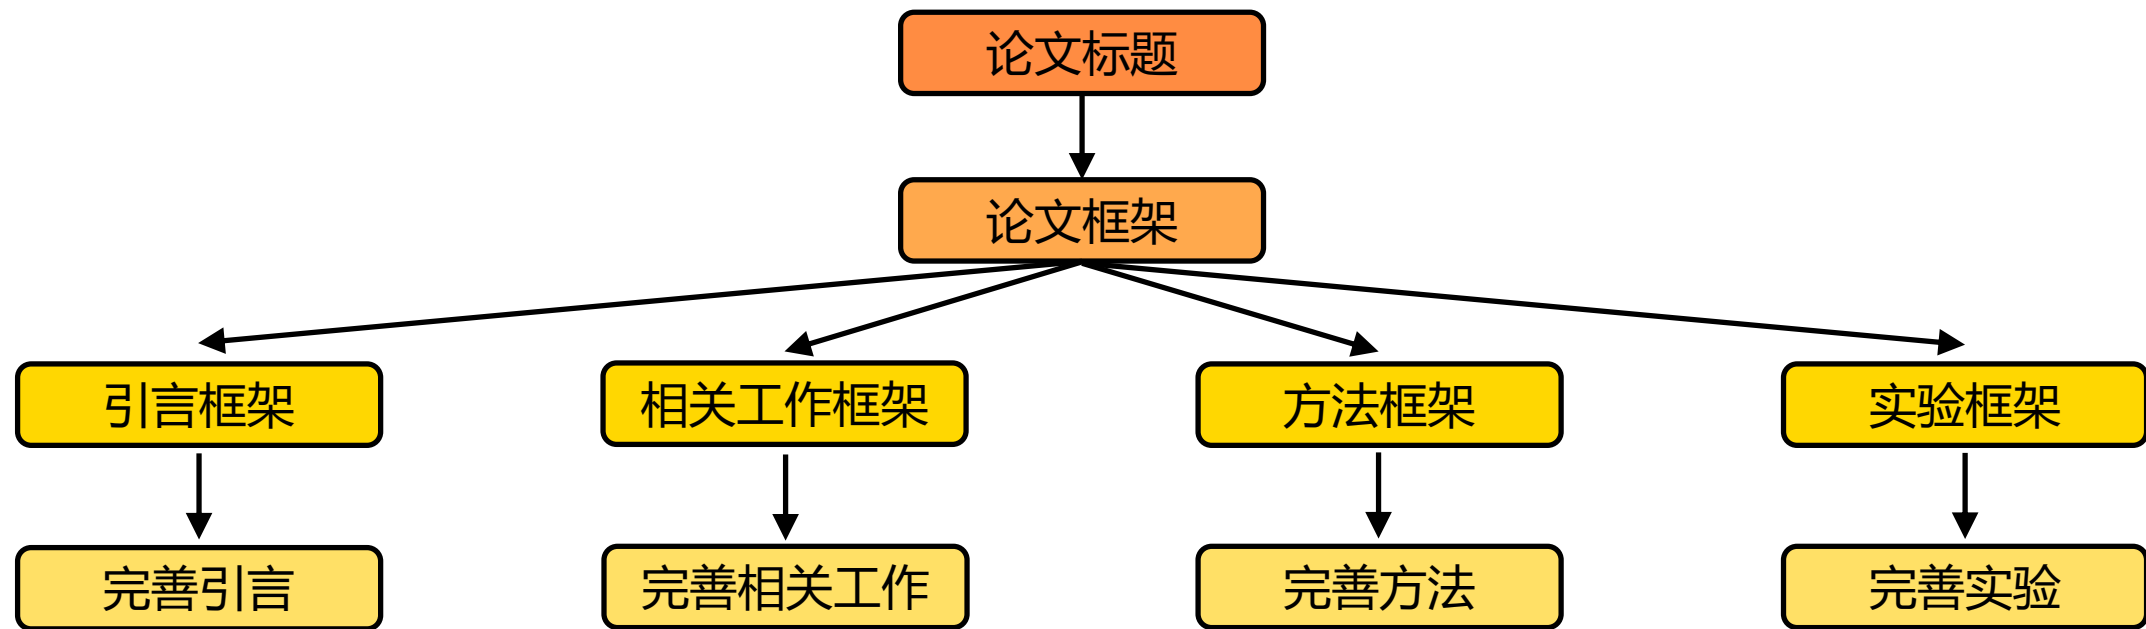 论文标题
论文框架
引言框架
相关工作框架
方法框架
实验框架
完善引言
完善相关工作
完善方法
完善实验